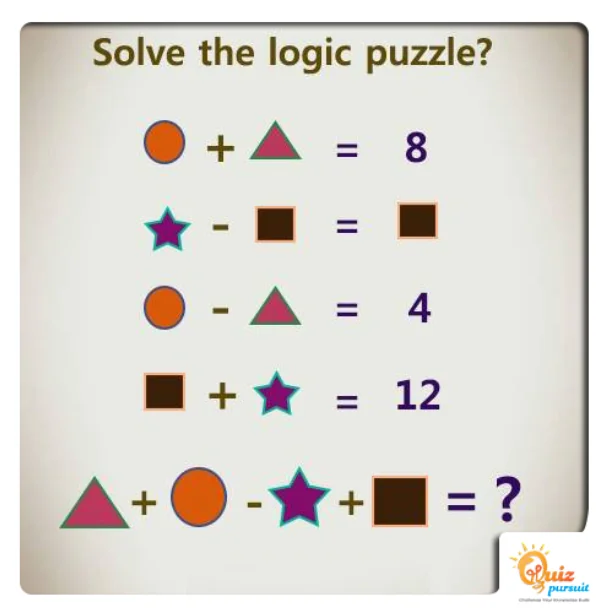 Solve the logic puzzle?
+ = 8
- =
- = 4
+ = 12
+ - + = ?
Quiz
pursuit